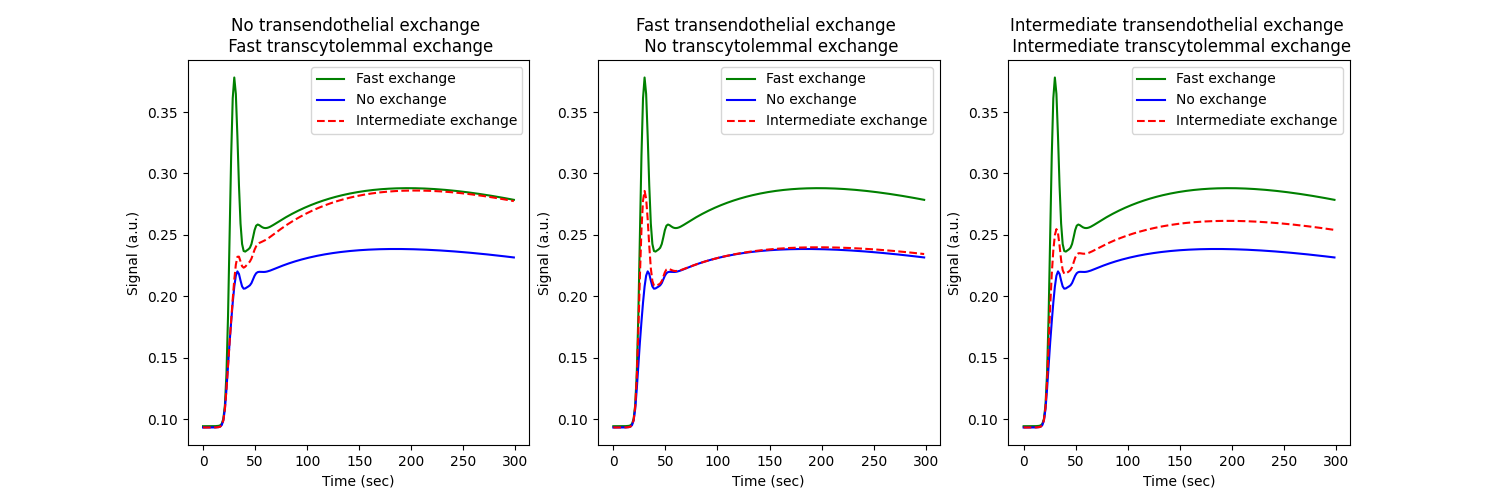 No transendothelial exchange
Fast transcytolemmal exchange
Fast exchange
No exchange
Intermediate exchange
0.35
0.30
0.25
0.20
0.15
0.10
Signal (a.u.)
0
50
100
150
200
250
300
Time (sec)
Fast transendothelial exchange
No transcytolemmal exchange
Fast exchange
No exchange
Intermediate exchange
0.35
0.30
0.25
0.20
0.15
0.10
Signal (a.u.)
0
50
100
150
200
250
300
Time (sec)
Intermediate transendothelial exchange
Intermediate transcytolemmal exchange
Fast exchange
No exchange
Intermediate exchange
0.35
0.30
0.25
0.20
0.15
0.10
Signal (a.u.)
0
50
100
150
200
250
300
Time (sec)